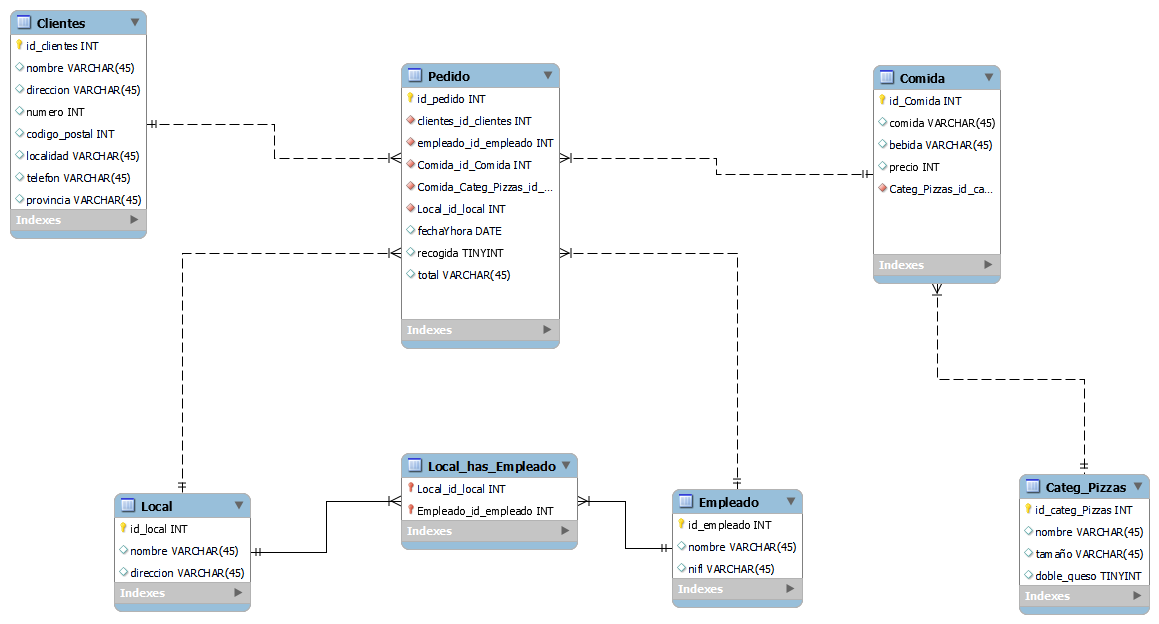 Clientes
id_clientes INT
nombre VARCHAR(45)
direccion VARCHAR(45)
numero INT
codigo_postal INT
localidad VARCHAR(45)
telefon VARCHAR(45)
provincia VARCHAR(45)
Indexes
Pedido
id_pedido INT
clientes_id_clientes INT
empleado_id_empleado INT
Comida_id_Comida INT
Comida_Categ_Pizzas_id_...
Local_id_local INT
fechaYhora DATE
recogida TINYINT
total VARCHAR(45)
Indexes
Comida
id_Comida INT
comida VARCHAR(45)
bebida VARCHAR(45)
precio INT
Categ_Pizzas_id_ca...
Indexes
Local
id_local INT
nombre VARCHAR(45)
direccion VARCHAR(45)
Indexes
Local_has_Empleado
Local_id_local INT
Empleado_id_empleado INT
Indexes
Empleado
id_empleado INT
nombre VARCHAR(45)
nifl VARCHAR(45)
Indexes
Categ_Pizzas
id_categ_Pizzas INT
nombre VARCHAR(45)
tamaño VARCHAR(45)
doble_queso TINYINT
Indexes